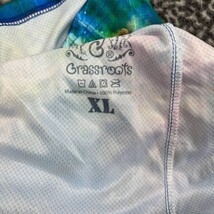 G
Grassroots
Made in China • 100% Polyester
XL